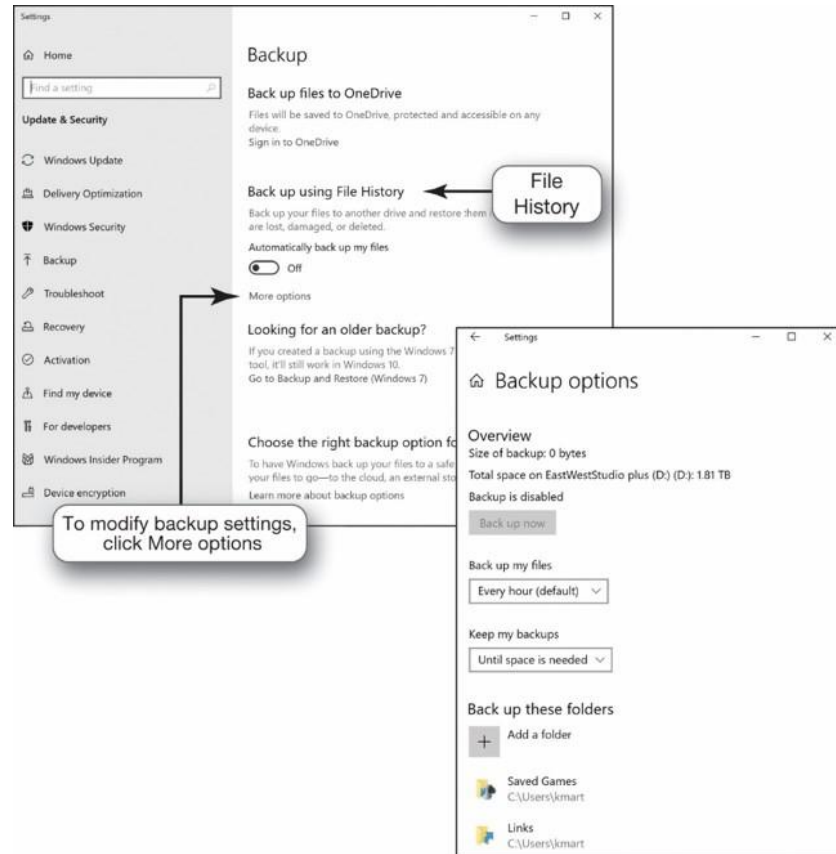 Settings
Home
Find a setting
Update & Security
Windows Update
Delivery Optimization
Windows Security
Backup
Troubleshoot
Recovery
Activation
Find my device
For developers
Windows Insider Program
Device encryption
Backup
Back up files to OneDrive
Files will be saved to OneDrive, protected and accessible on any
device.
Sign in to OneDrive
Back up using File History
Back up your files to another drive and restore them
are lost, damaged, or deleted.
Automatically back up my files
Off
More options
Looking for an older backup?
If you created a backup using the Windows 7
tool, it'll still work in Windows 10.
Go to Backup and Restore (Windows 7)
Choose the right backup option fo
To have Windows back up your files to a safe
your files to go—to the cloud, an external sto
Learn more about backup options
File
History
To modify backup settings,
click More options
Settings
Backup options
Overview
Size of backup: 0 bytes
Total space on EastWestStudio plus (D:) (D:): 1.81 TB
Backup is disabled
Back up now
Back up my files
Every hour (default)
Keep my backups
Until space is needed
Back up these folders
Add a folder
Saved Games
C:\Users\kmart
Links
C:\Users\kmart